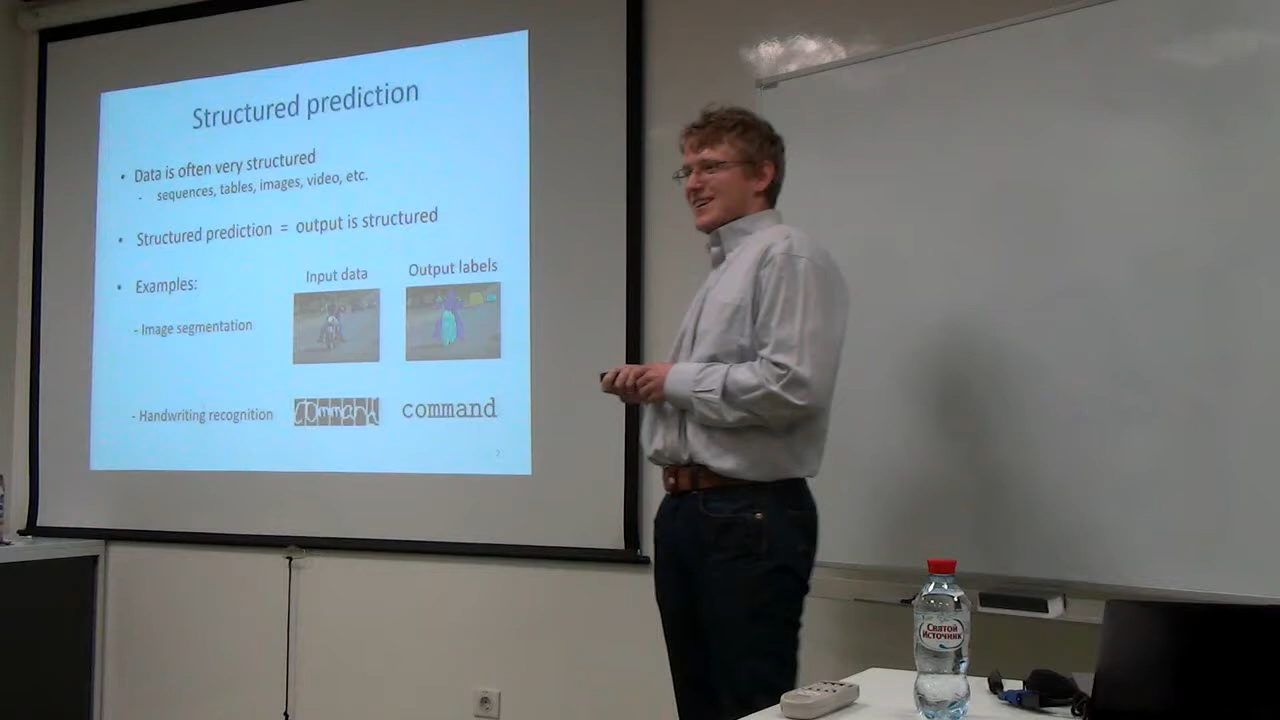 Structured prediction
• Data is often very structured
- sequences, tables, images, video, etc.
• Structured prediction = output is structured
• Examples:
Input data
Output labels
- Image segmentation
- Handwriting recognition
command
command
2
СВЯТОЙ
ИСТОЧНИК